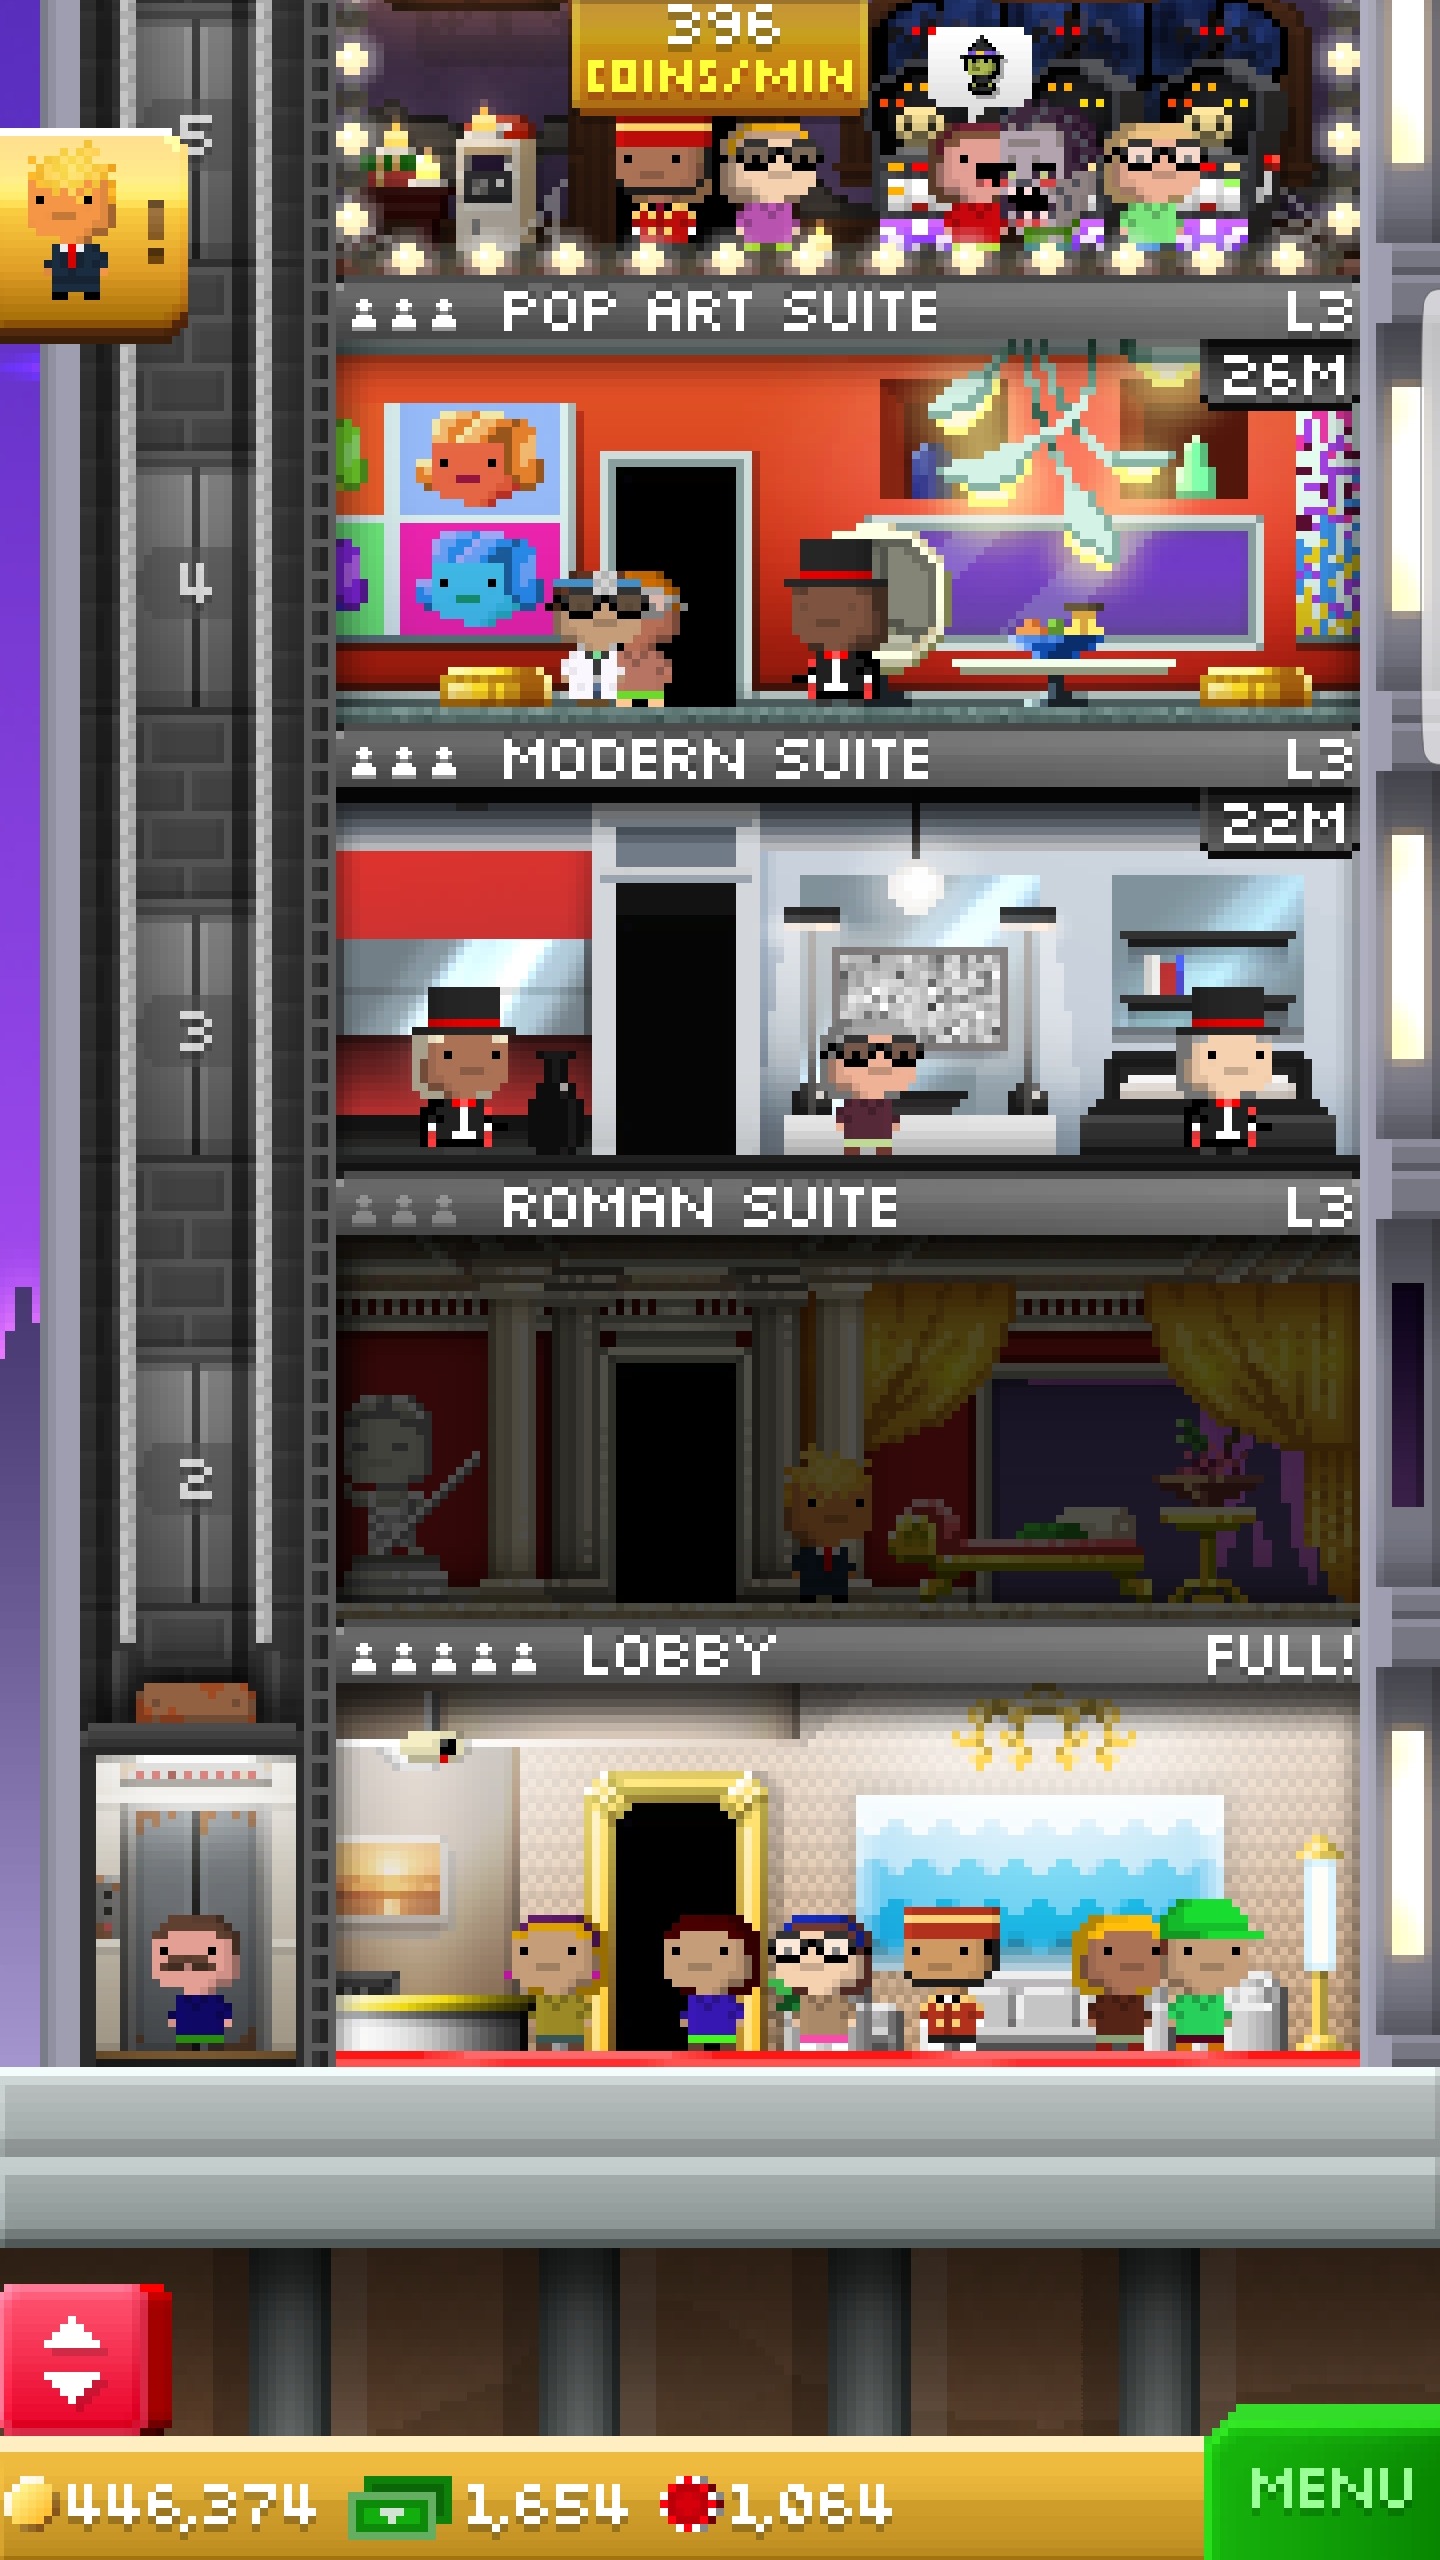 396
COINS/MIN
5
!
POP ART SUITE L3
26M
4
MODERN SUITE L3
22M
3
ROMAN SUITE L3
2
LOBBY FULL!
446,374 1,654 1,064
MENU